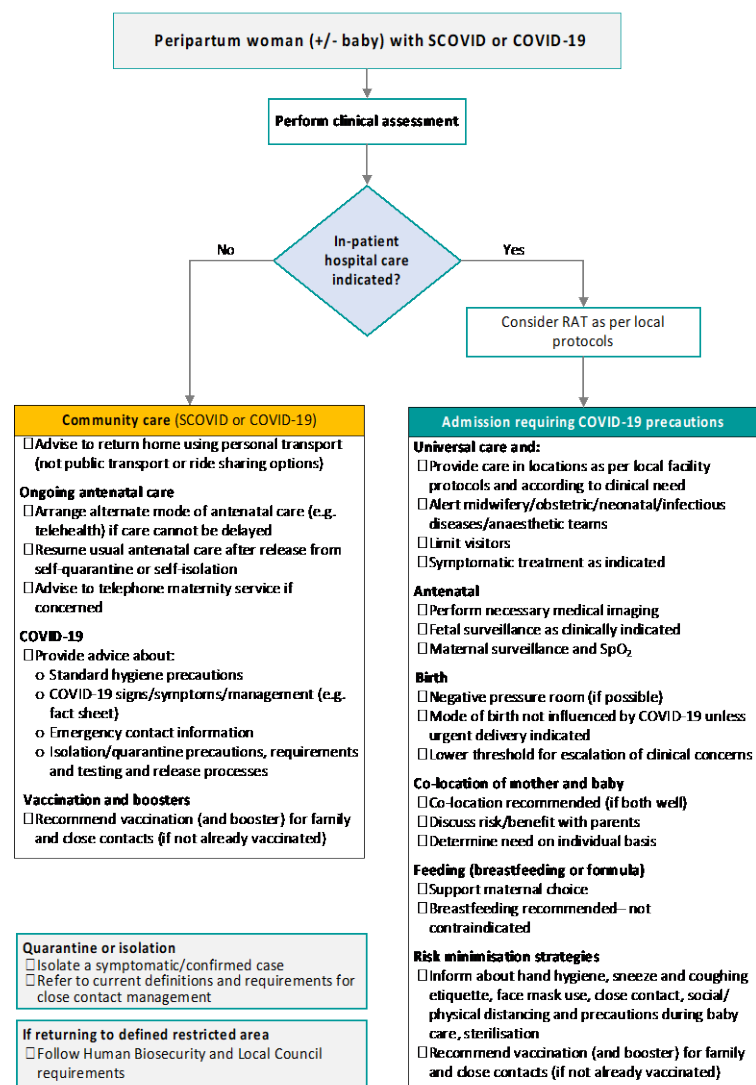 Peripartum woman (+/- baby) with SCOVID or COVID-19
Perform clinical assessment
In-patient
hospital care
indicated?
No
Yes
Consider RAT as per local
protocols
Community care (SCOVID or COVID-19)
☐Advise to return home using personal transport
(not public transport or ride sharing options)
Ongoing antenatal care
☐Arrange alternate mode of antenatal care (e.g.
telehealth) if care cannot be delayed
☐Resume usual antenatal care after release from
self-quarantine or self-isolation
☐Advise to telephone maternity service if
concerned
COVID-19
☐Provide advice about:
o Standard hygiene precautions
o COVID-19 signs/symptoms/management (e.g.
fact sheet)
o Emergency contact information
o Isolation/quarantine precautions, requirements
and testing and release processes
Vaccination and boosters
☐Recommend vaccination (and booster) for family
and close contacts (if not already vaccinated)
Quarantine or isolation
☐Isolate a symptomatic/confirmed case
☐Refer to current definitions and requirements for
close contact management
If returning to defined restricted area
☐Follow Human Biosecurity and Local Council
requirements
Admission requiring COVID-19 precautions
Universal care and:
☐Provide care in locations as per local facility
protocols and according to clinical need
☐Alert midwifery/obstetric/neonatal/infectious
diseases/anaesthetic teams
☐Limit visitors
☐Symptomatic treatment as indicated
Antenatal
☐Perform necessary medical imaging
☐Fetal surveillance as clinically indicated
☐Maternal surveillance and SpO₂
Birth
☐Negative pressure room (if possible)
☐Mode of birth not influenced by COVID-19 unless
urgent delivery indicated
☐Lower threshold for escalation of clinical concerns
Co-location of mother and baby
☐Co-location recommended (if both well)
☐Discuss risk/benefit with parents
☐Determine need on individual basis
Feeding (breastfeeding or formula)
☐Support maternal choice
☐Breastfeeding recommended–not
contraindicated
Risk minimisation strategies
☐Inform about hand hygiene, sneeze and coughing
etiquette, face mask use, close contact, social/
physical distancing and precautions during baby
care, sterilisation
☐Recommend vaccination (and booster) for family
and close contacts (if not already vaccinated)